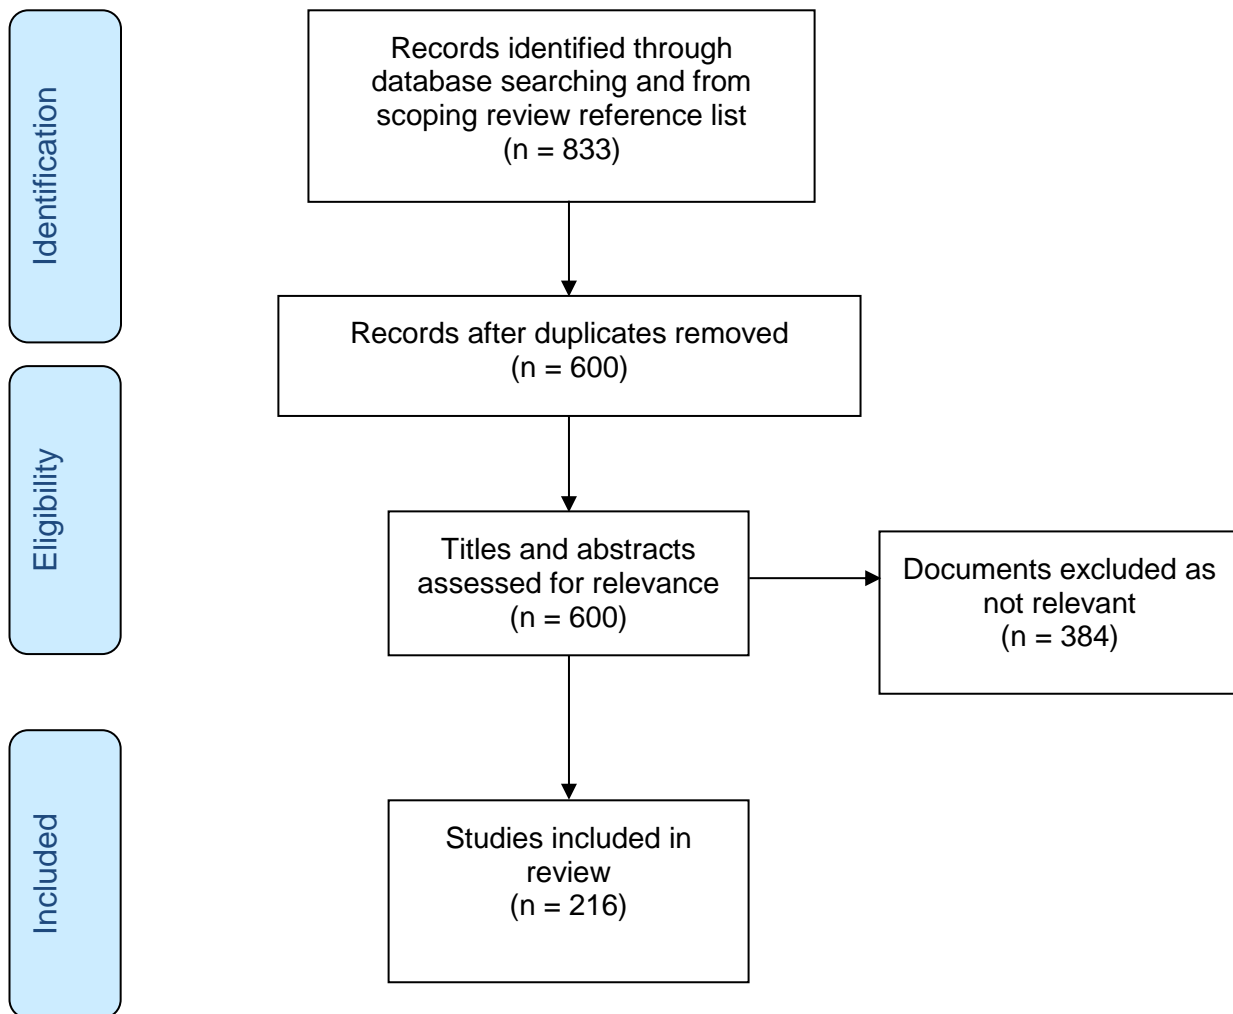 Identification
Records identified through
database searching and from
scoping review reference list
(n = 833)
Records after duplicates removed
(n = 600)
Eligibility
Titles and abstracts
assessed for relevance
(n = 600)
Documents excluded as
not relevant
(n = 384)
Included
Studies included in
review
(n = 216)